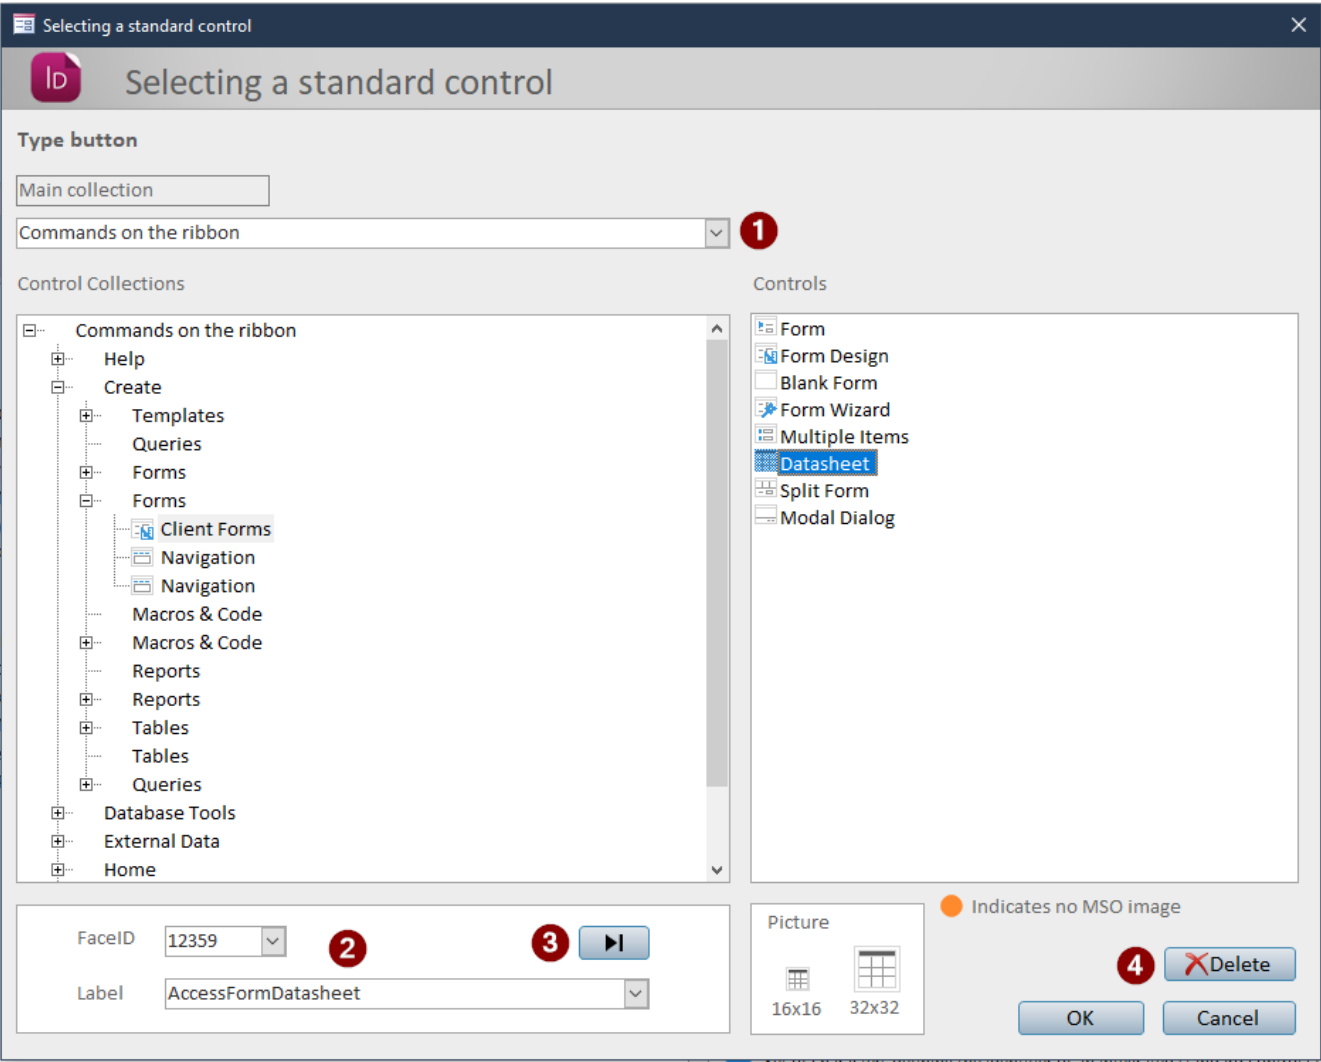 Selecting a standard control
ID
Selecting a standard control
Type button
Main collection
Commands on the ribbon
1
Control Collections
Controls
Commands on the ribbon
Help
Create
Templates
Queries
Forms
Forms
Client Forms
Navigation
Navigation
Macros & Code
Macros & Code
Reports
Reports
Tables
Tables
Queries
Database Tools
External Data
Home
Form
Form Design
Blank Form
Form Wizard
Multiple Items
Datasheet
Split Form
Modal Dialog
FaceID
12359
2
3
Label
AccessFormDatasheet
Picture
16x16
32x32
Indicates no MSO image
4
Delete
OK
Cancel